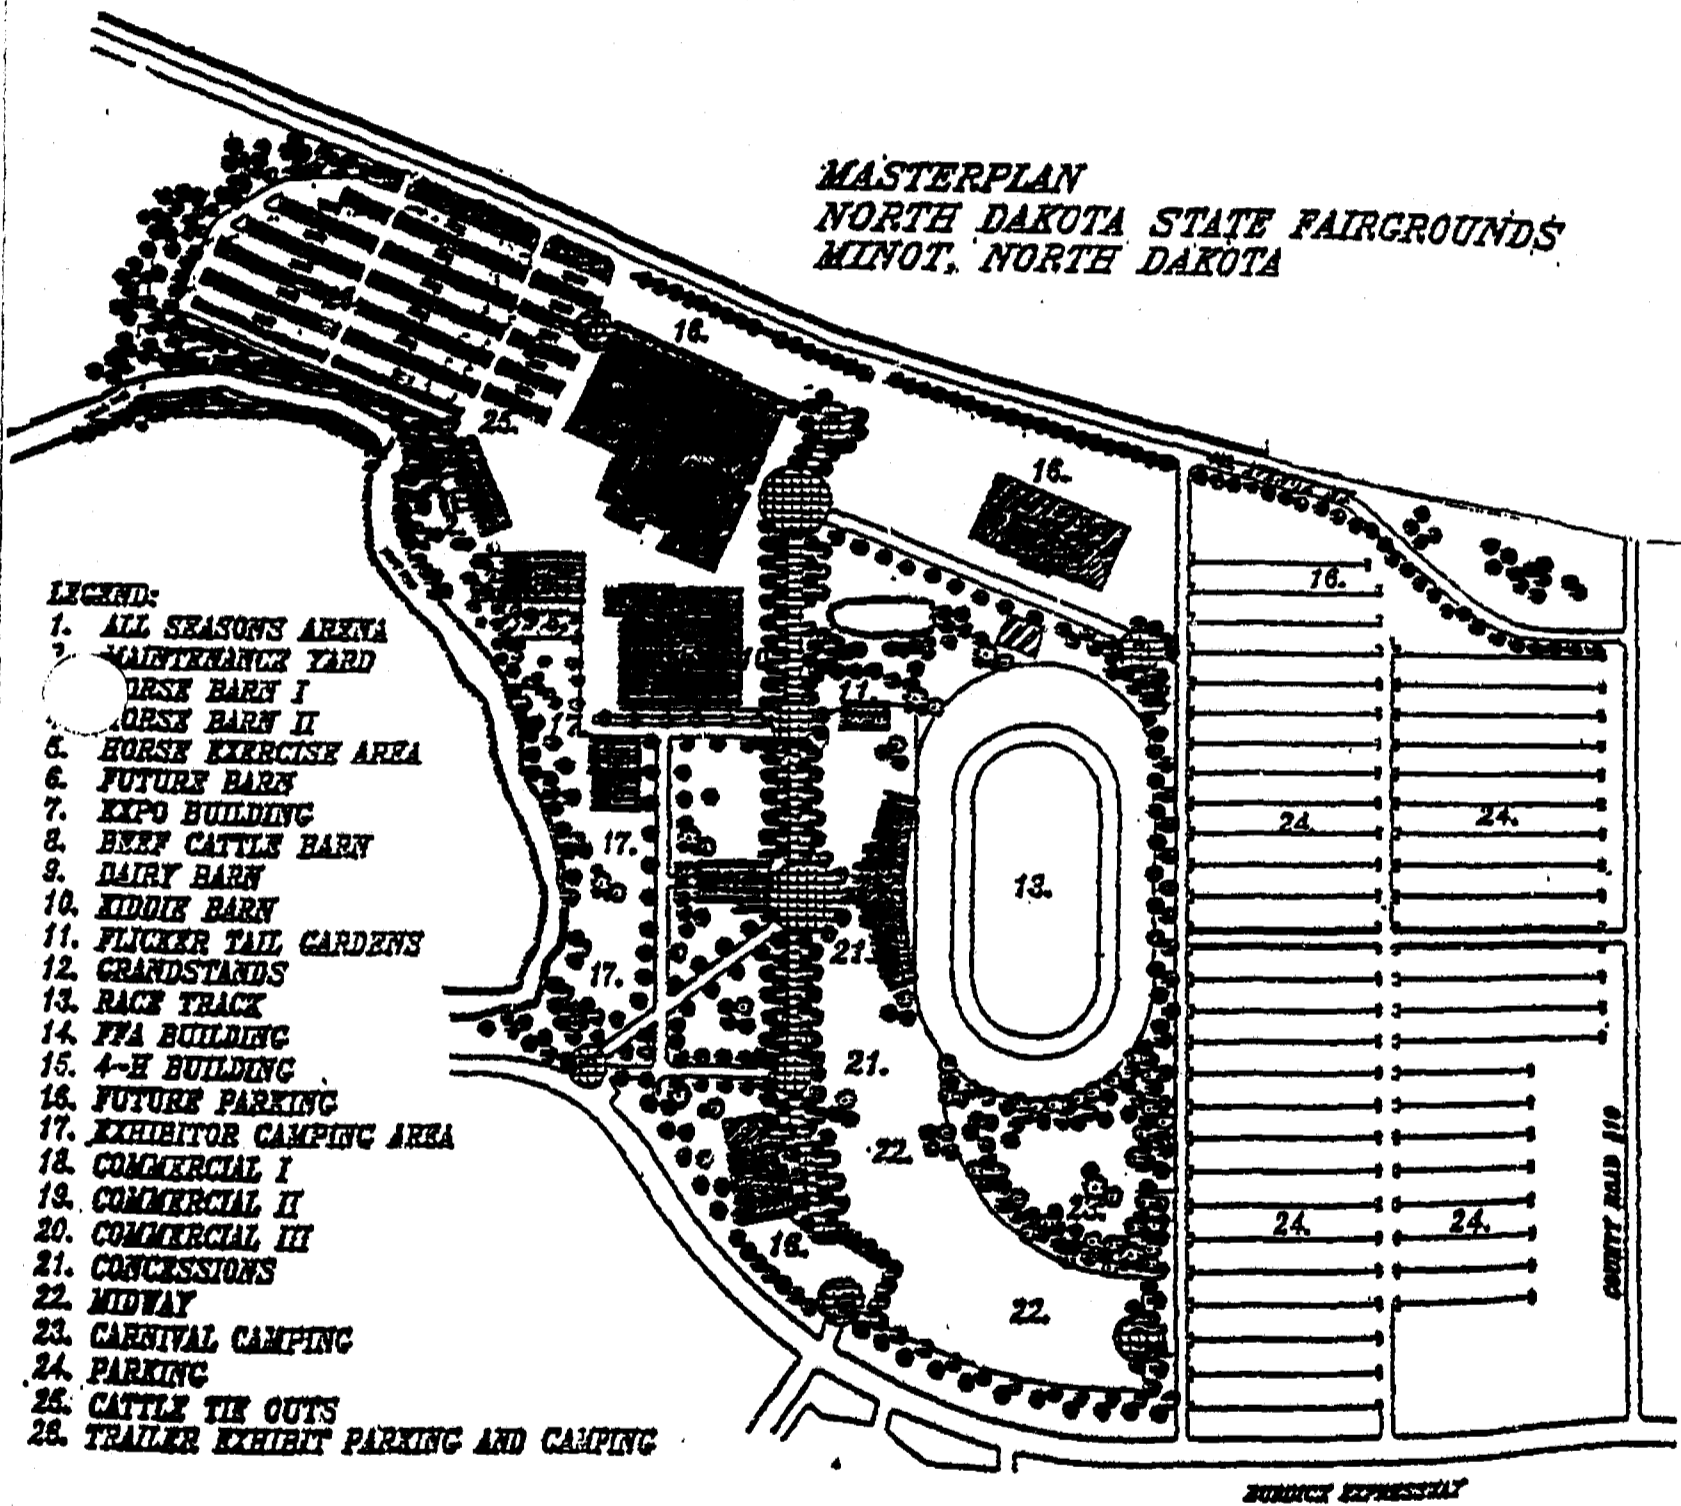 MASTERPLAN
NORTH DAKOTA STATE FAIRGROUNDS
MINOT, NORTH DAKOTA
16.
25.
16.
16.
11.
24.
24.
17.
13.
21.
17.
21.
22.
23.
24.
24.
16.
22.
COUNTY ROAD
BURDICK EXPRESSWAY
LEGEND:
1. ALL SEASONS ARENA
MAINTENANCE YARD
HORSE BARN I
HORSE BARN II
5. HORSE EXERCISE AREA
6. FUTURE BARN
7. EXPO BUILDING
8. BEEF CATTLE BARN
9. DAIRY BARN
10. KIDDIE BARN
11. FLICKER TAIL GARDENS
12. GRANDSTANDS
13. RACE TRACK
14. FFA BUILDING
15. 4-H BUILDING
16. FUTURE PARKING
17. EXHIBITOR CAMPING AREA
18. COMMERCIAL I
19. COMMERCIAL II
20. COMMERCIAL III
21. CONCESSIONS
22. MIDWAY
23. CARNIVAL CAMPING
24. PARKING
25. CATTLE TIE OUTS
26. TRAILER EXHIBIT PARKING AND CAMPING